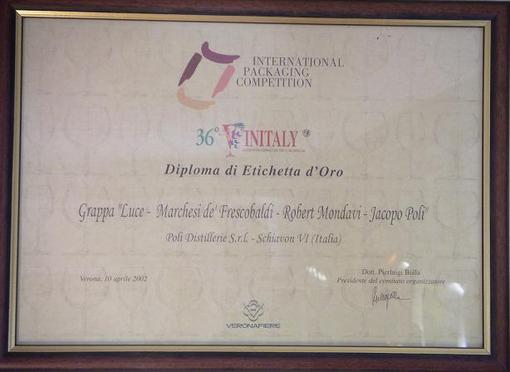 INTERNATIONAL
PACKAGING
COMPETITION
36° VINITALY
Diploma di Etichetta d'Oro
Grappa "Luce - Marchesi de' Frescobaldi - Robert Mondavi - Jacopo Poli"
Poli Distillerie S.r.l. - Schiavon VI (Italia)
Verona, 10 aprile 2002
Dott. Pierluigi Bolla
Presidente del comitato organizzatore
VERONAFIERE